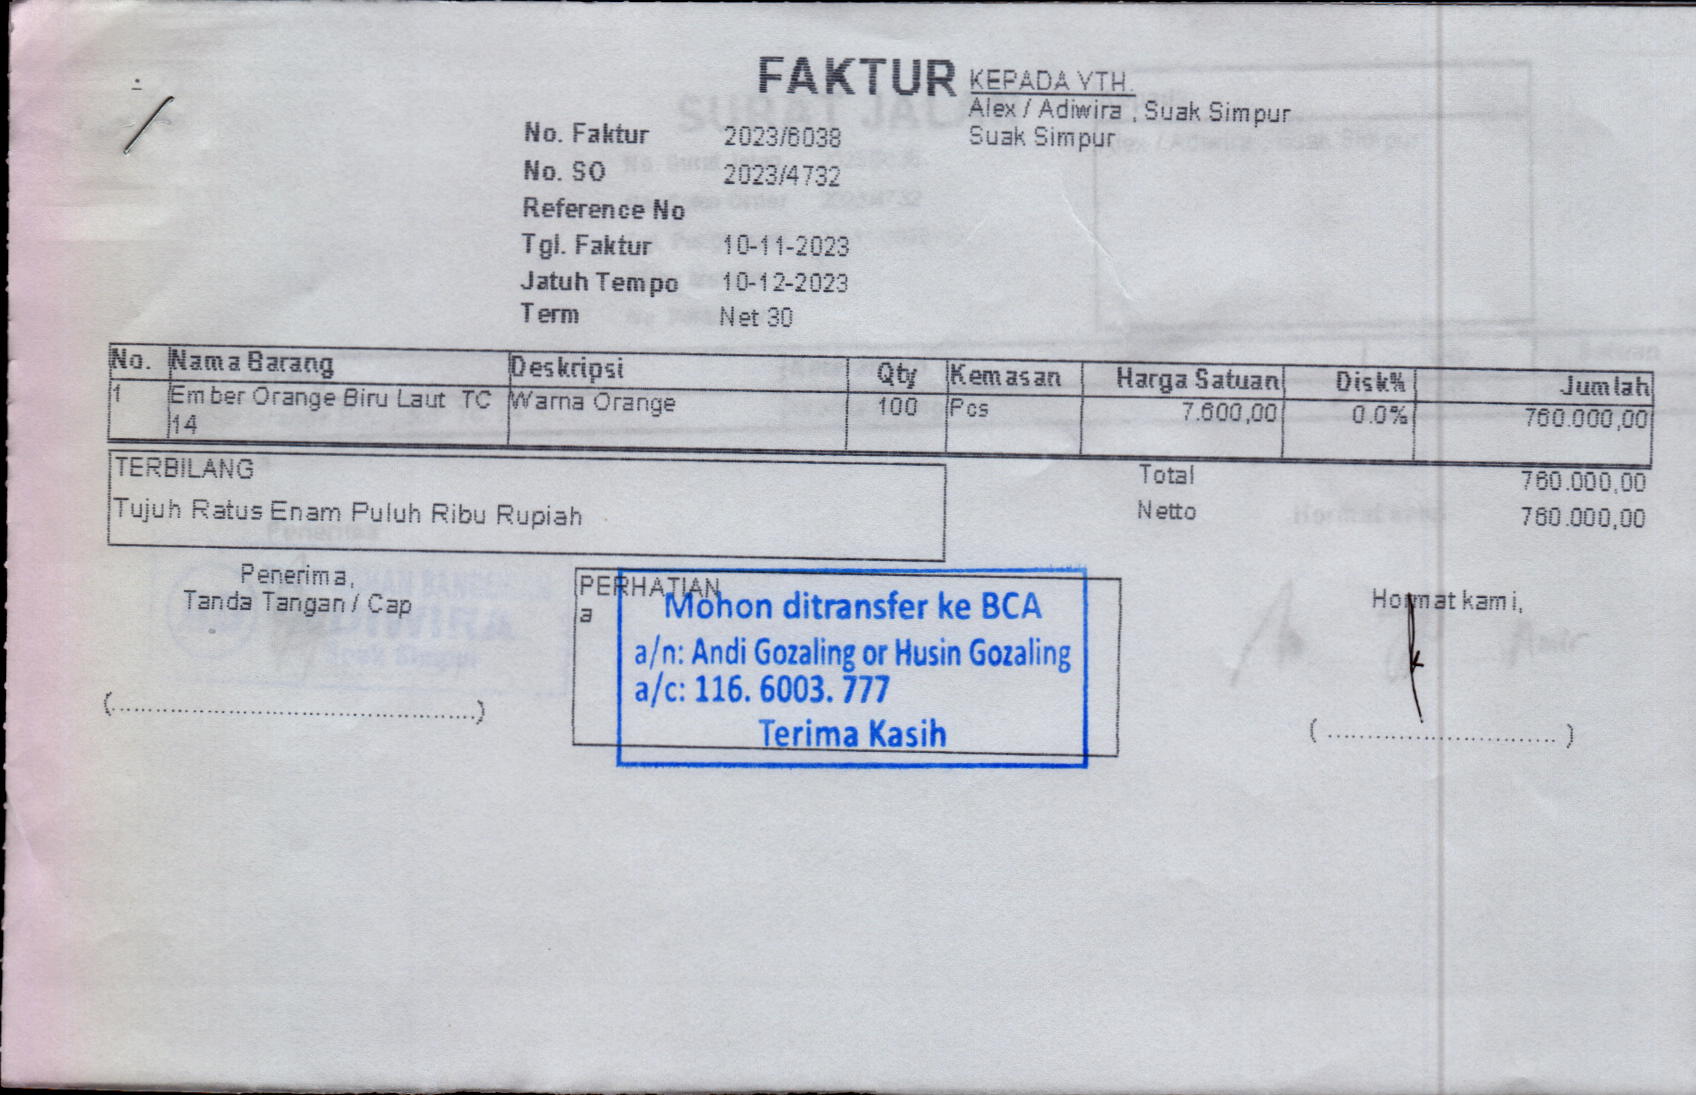 FAKTUR
KEPADA YTH.
Alex / Adiwira , Suak Simpur
Suak Simpur
No. Faktur 2023/6038
No. SO 2023/4732
Reference No
Tgl. Faktur 10-11-2023
Jatuh Tempo 10-12-2023
Term Net 30
No. Nama Barang Deskripsi Qty Kemasan Harga Satuan Disk% Jumlah
1 Ember Orange Biru Laut TC Warna Orange 100 Pcs 7.600,00 0.0% 760.000,00
14
TERBILANG
Tujuh Ratus Enam Puluh Ribu Rupiah
Total 760.000,00
Netto 760.000,00
Penerima,
Tanda Tangan / Cap
(..................................................)
PERHATIAN
a
Mohon ditransfer ke BCA
a/n: Andi Gozaling or Husin Gozaling
a/c: 116. 6003. 777
Terima Kasih
Hormat kami,
( ................................ )